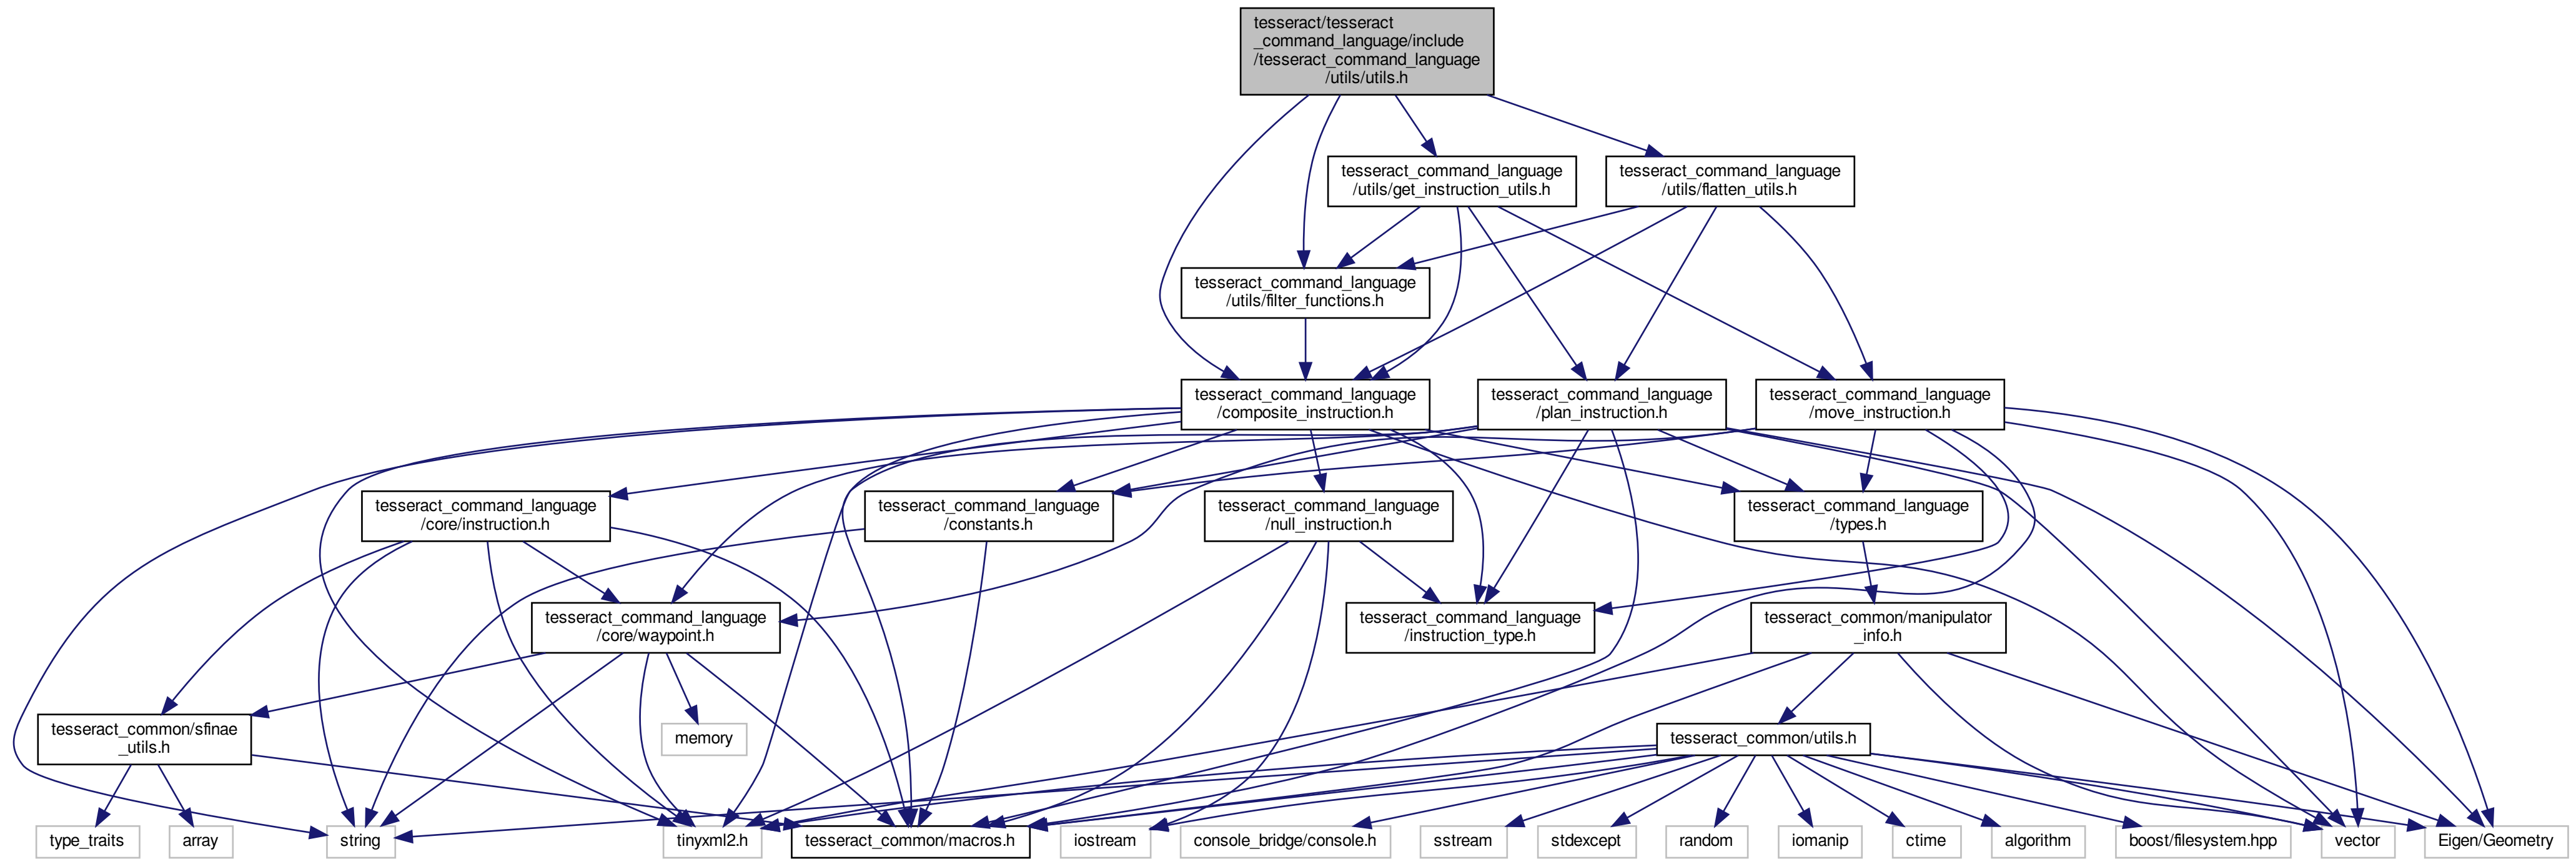 tesseract/tesseract
_command_language/include
/tesseract_command_language
/utils/utils.h
tesseract_command_language
/utils/get_instruction_utils.h
tesseract_command_language
/utils/flatten_utils.h
tesseract_command_language
/utils/filter_functions.h
tesseract_command_language
/composite_instruction.h
tesseract_command_language
/plan_instruction.h
tesseract_command_language
/move_instruction.h
tesseract_command_language
/core/instruction.h
tesseract_command_language
/constants.h
tesseract_command_language
/null_instruction.h
tesseract_command_language
/types.h
tesseract_command_language
/core/waypoint.h
tesseract_command_language
/instruction_type.h
tesseract_common/manipulator
_info.h
tesseract_common/sfinae
_utils.h
memory
tesseract_common/utils.h
type_traits
array
string
tinyxml2.h
tesseract_common/macros.h
iostream
console_bridge/console.h
sstream
stdexcept
random
iomanip
ctime
algorithm
boost/filesystem.hpp
vector
Eigen/Geometry